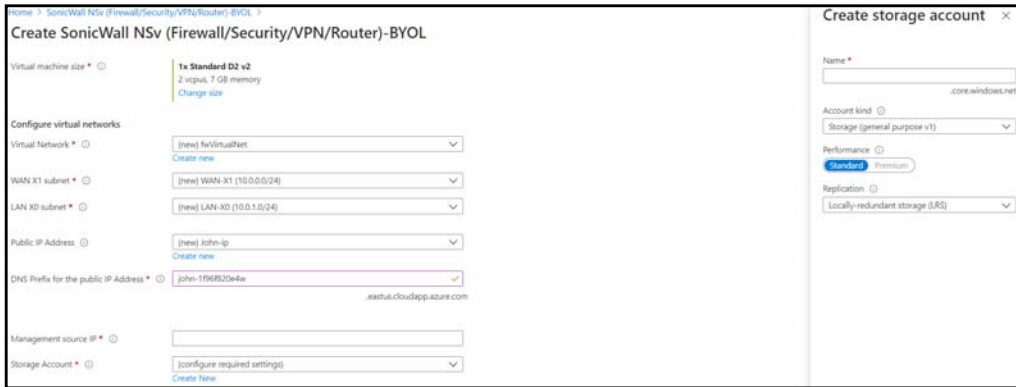 Home > SonicWall NSv (Firewall/Security/VPN/Router)-BYOL >
Create SonicWall NSv (Firewall/Security/VPN/Router)-BYOL
Virtual machine size *
1x Standard D2 v2
2 vcpus, 7 GB memory
Change size
Configure virtual networks
Virtual Network *
(new) fwVirtualNet
Create new
WAN X1 subnet *
(new) WAN-X1 (10.0.0.0/24)
LAN X0 subnet *
(new) LAN-X0 (10.0.1.0/24)
Public IP Address
(new) John-ip
Create new
DNS Prefix for the public IP Address *
john-1f96f820e4w
.eastus.cloudapp.azure.com
Management source IP *
Storage Account *
(configure required settings)
Create New
Create storage account ×
Name *
.core.windows.net
Account kind
Storage (general purpose v1)
Performance
Standard Premium
Replication
Locally-redundant storage (LRS)